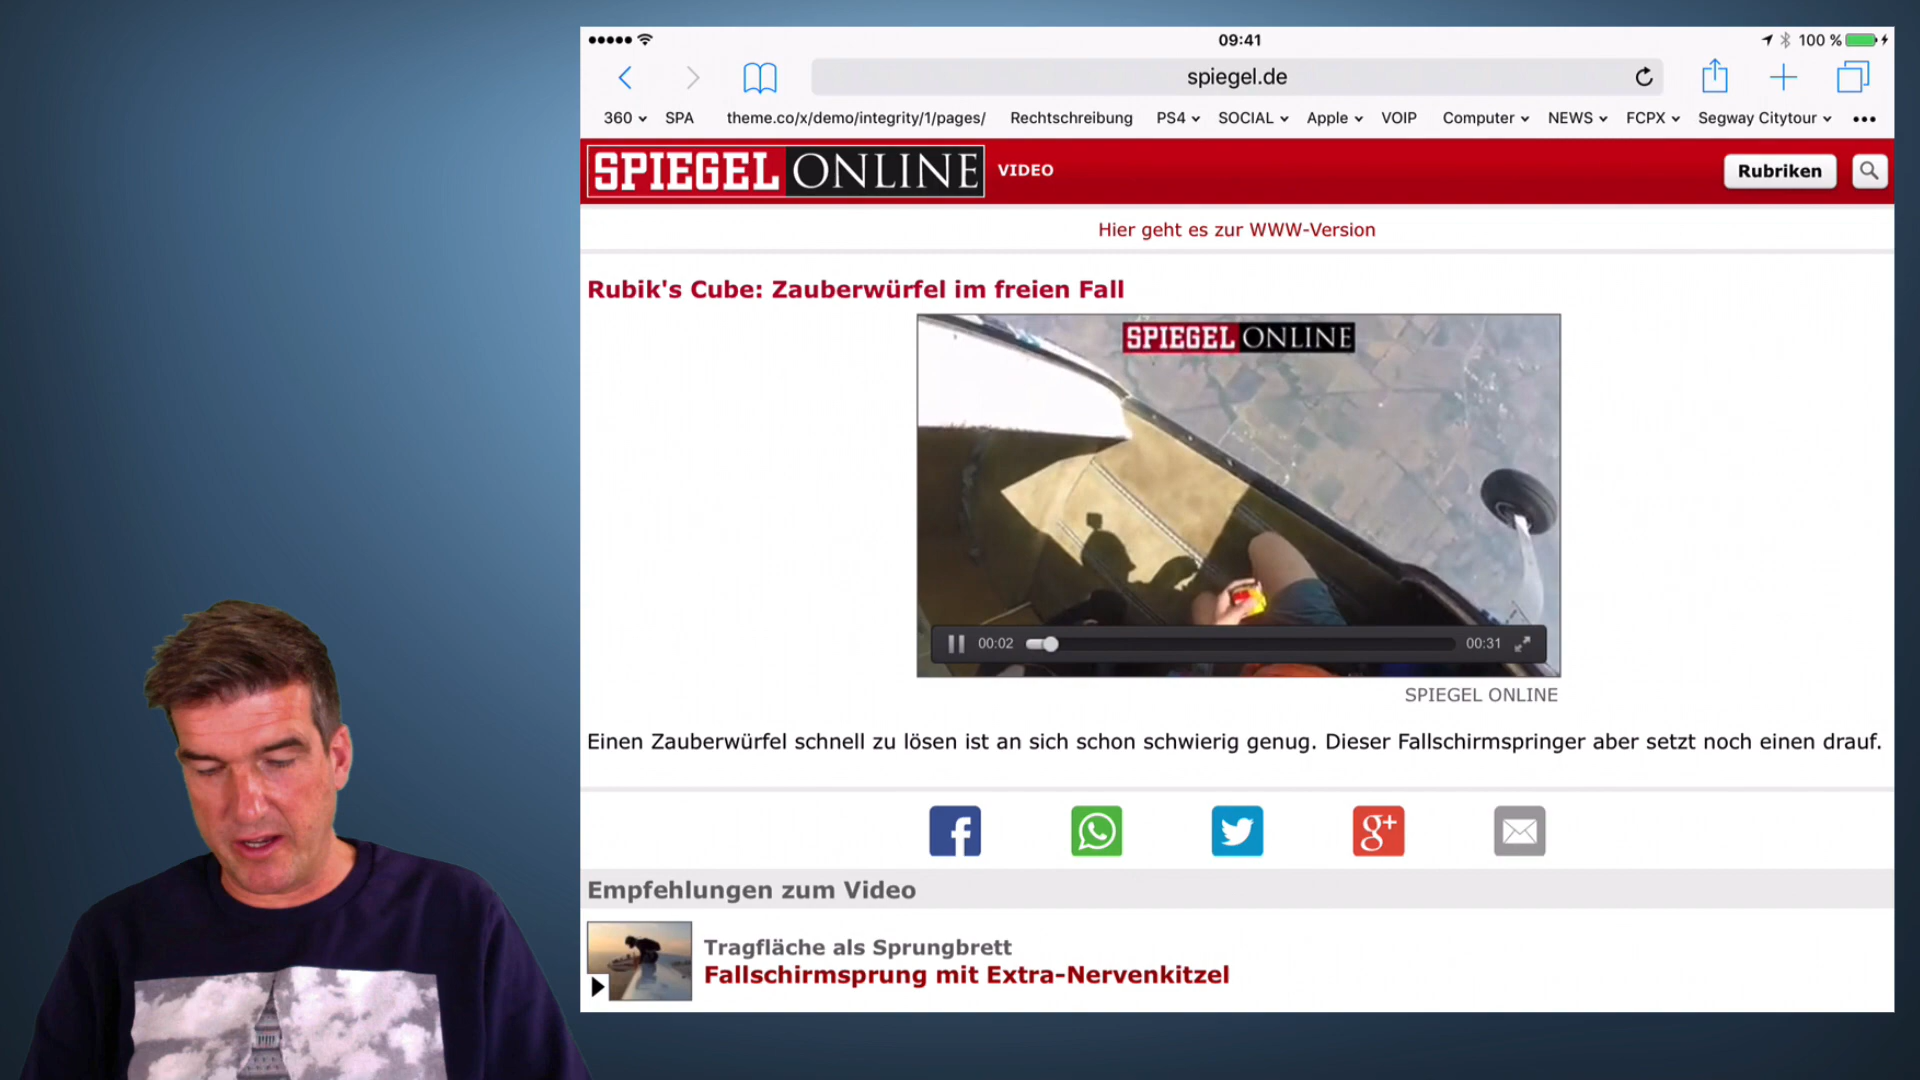 09:41
100 %
spiegel.de
360 SPA theme.co/x/demo/integrity/1/pages/ Rechtschreibung PS4 SOCIAL Apple VOIP Computer NEWS FCPX Segway Citytour
SPIEGEL ONLINE VIDEO Rubriken
Hier geht es zur WWW-Version
Rubik's Cube: Zauberwürfel im freien Fall
SPIEGEL ONLINE
00:02 00:31
SPIEGEL ONLINE
Einen Zauberwürfel schnell zu lösen ist an sich schon schwierig genug. Dieser Fallschirmspringer aber setzt noch einen drauf.
f
g+
Empfehlungen zum Video
Tragfläche als Sprungbrett
Fallschirmsprung mit Extra-Nervenkitzel